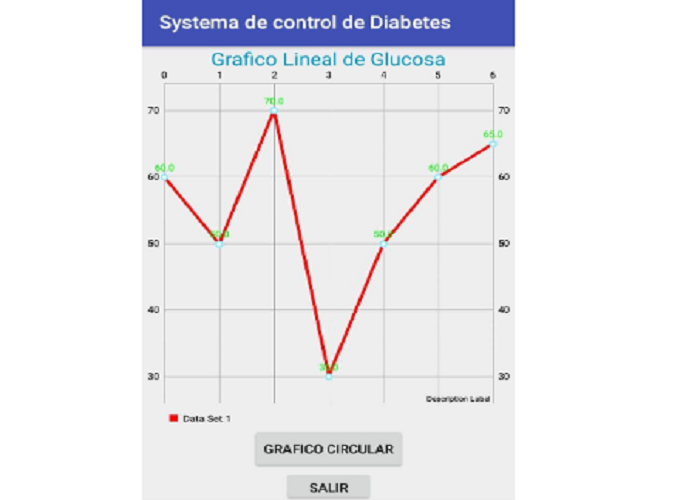 Systema de control de Diabetes
Grafico Lineal de Glucosa
0 1 2 3 4 5 6
70.0
70 70
65.0
60.0 60.0
60 60
50.0 50.0
50 50
40 40
30.0
30 30
Description Label
Data Set 1
GRAFICO CIRCULAR
SALIR